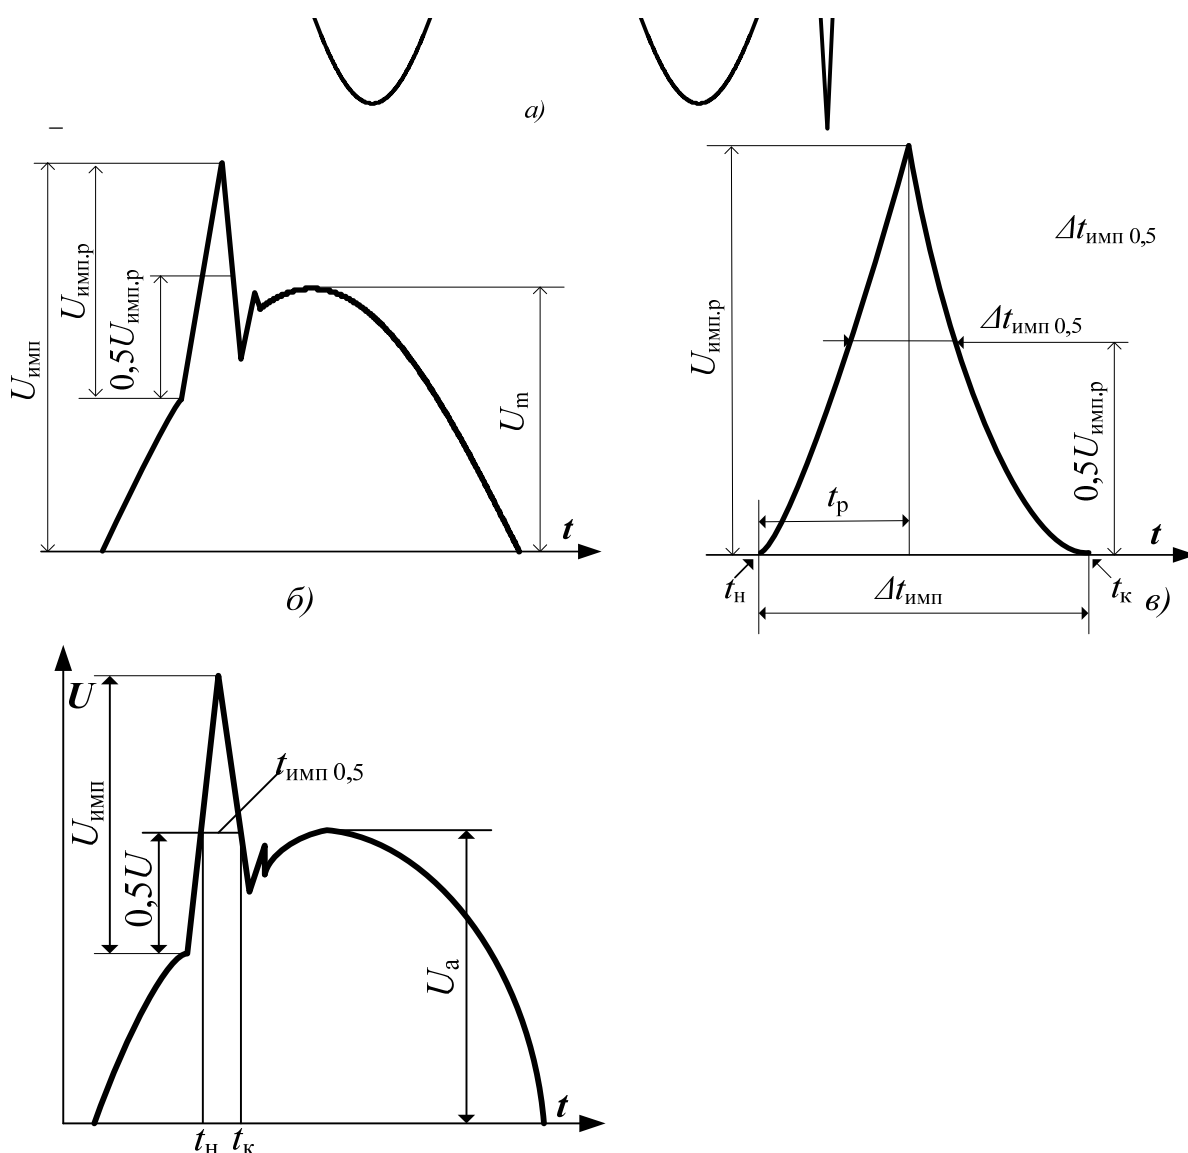 а)
Uимп
Uимп.р
0,5Uимп.р
Um
t
б)
Uимп.р
Δtимп 0,5
Δtимп 0,5
0,5Uимп.р
tр
t
tн
Δtимп
tк
в)
U
Uимп
0,5U
tимп 0,5
Uа
t
tн
tк